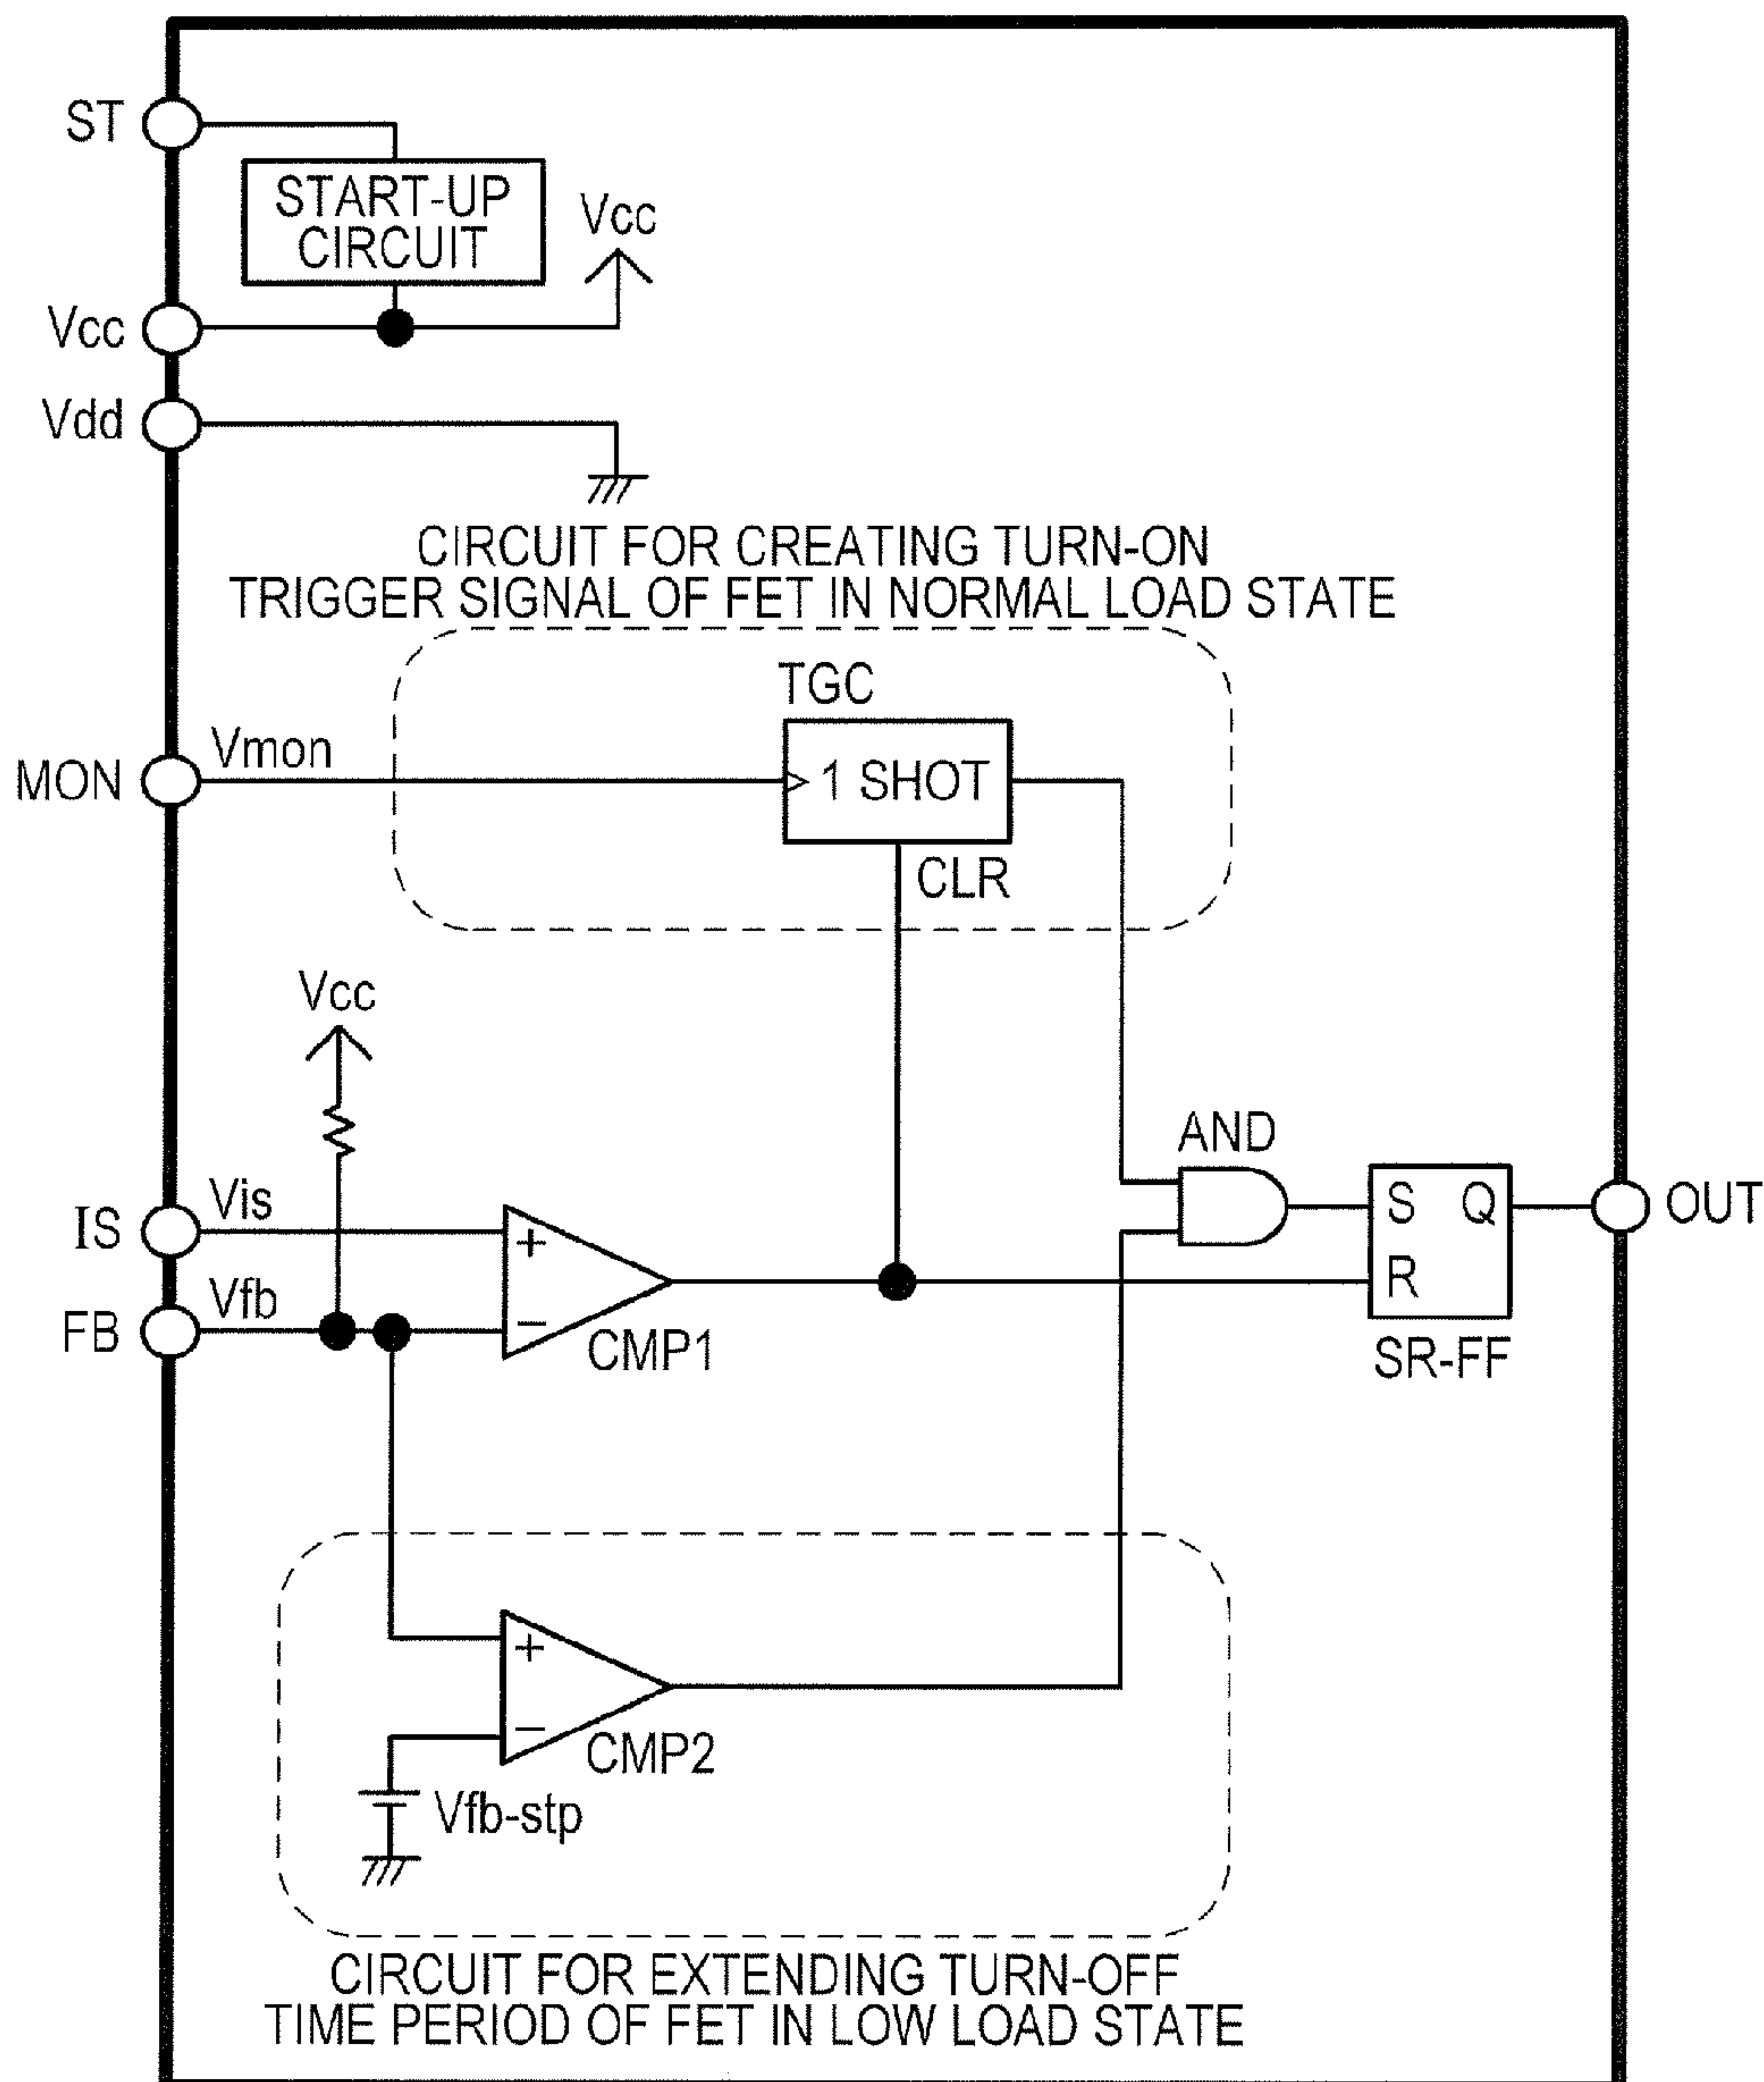 ST
START-UP
CIRCUIT
Vcc
Vcc
Vdd
CIRCUIT FOR CREATING TURN-ON
TRIGGER SIGNAL OF FET IN NORMAL LOAD STATE
TGC
MON
Vmon
1 SHOT
CLR
Vcc
AND
IS
Vis
+
S
Q
OUT
R
FB
Vfb
−
CMP1
SR-FF
+
−
CMP2
Vfb-stp
CIRCUIT FOR EXTENDING TURN-OFF
TIME PERIOD OF FET IN LOW LOAD STATE